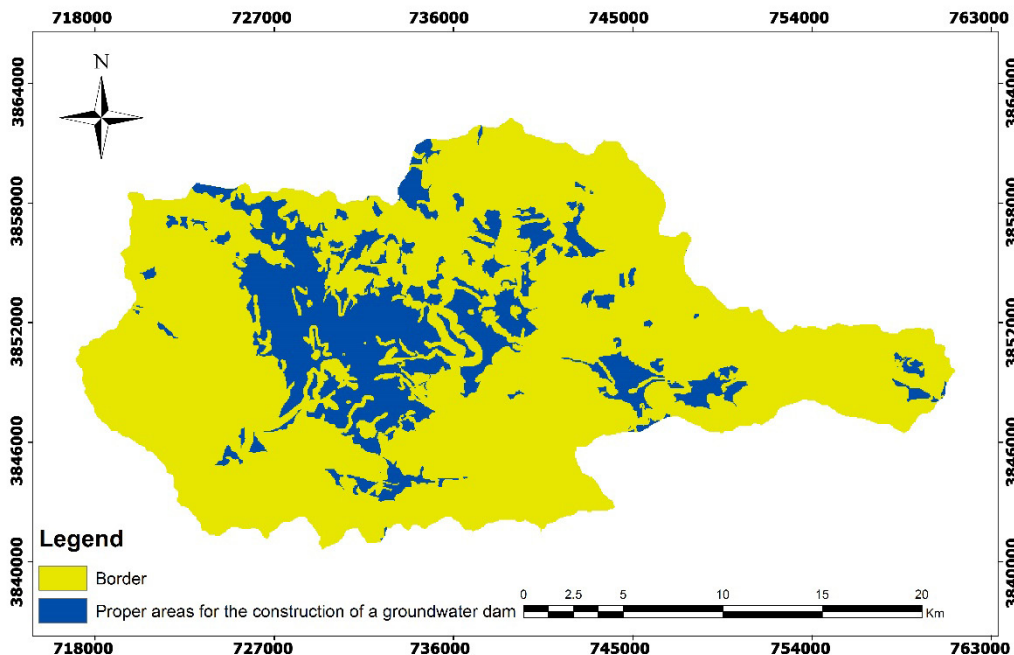 718000 727000 736000 745000 754000 763000
N
3864000 3864000
3858000 3858000
3852000 3852000
3846000 3846000
3840000 3840000
Legend
Border
Proper areas for the construction of a groundwater dam
0 2.5 5 10 15 20
Km
718000 727000 736000 745000 754000 763000